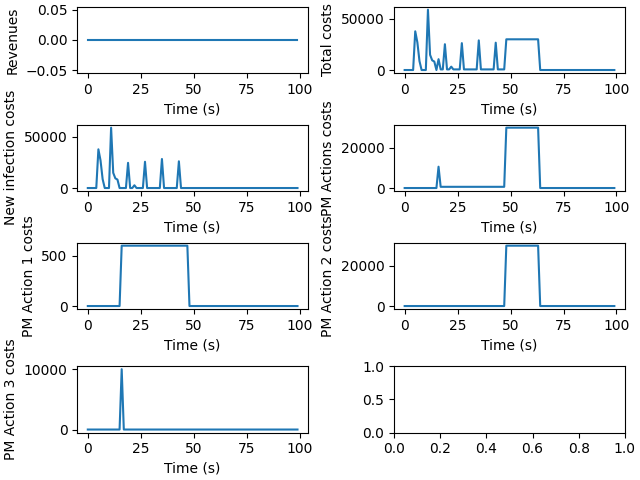 Revenues
0.05
0.00
−0.05
0 25 50 75 100
Time (s)
Total costs
50000
0
0 25 50 75 100
Time (s)
New infection costs
50000
0
0 25 50 75 100
Time (s)
PM Actions costs
20000
0
0 25 50 75 100
Time (s)
PM Action 1 costs
500
0
0 25 50 75 100
Time (s)
PM Action 2 costs
20000
0
0 25 50 75 100
Time (s)
PM Action 3 costs
10000
0
0 25 50 75 100
Time (s)
1.0
0.5
0.0
0.0 0.2 0.4 0.6 0.8 1.0